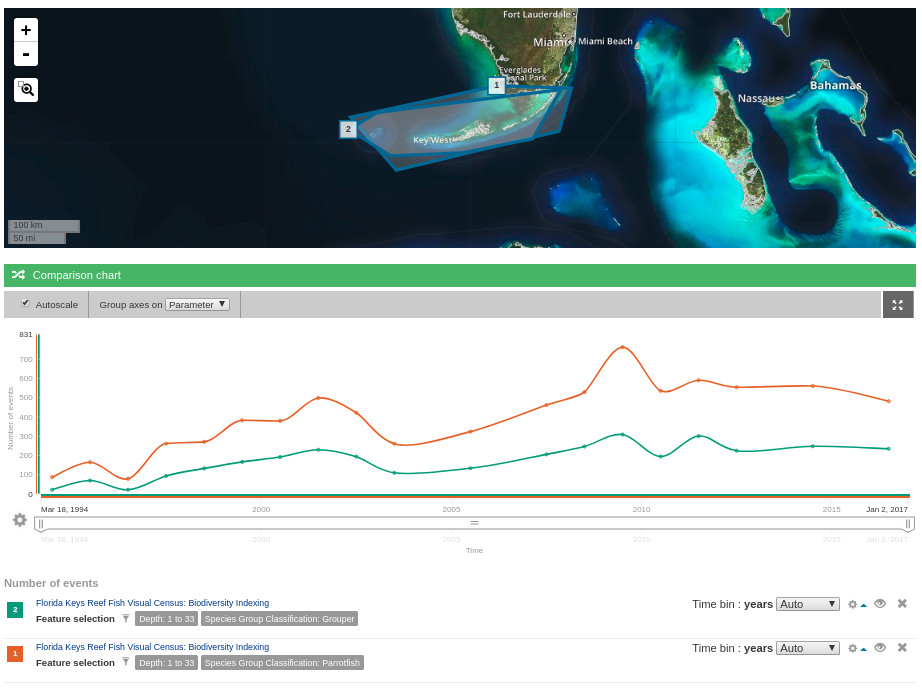 Fort Lauderdale
Miami
Miami Beach
Everglades
National Park
1
2
Key West
Nassau
Bahamas
+
-
100 km
50 mi
Comparison chart
Autoscale
Group axes on Parameter
831
700
600
500
400
300
200
100
0
Number of events
Mar 18, 1994 2000 2005 2010 2015 Jan 2, 2017
Mar 18, 1994 2000 2005 2010 2015 Jan 2, 2017
Time
Number of events
2 Florida Keys Reef Fish Visual Census: Biodiversity Indexing Time bin : years Auto
Feature selection Depth: 1 to 33 Species Group Classification: Grouper
1 Florida Keys Reef Fish Visual Census: Biodiversity Indexing Time bin : years Auto
Feature selection Depth: 1 to 33 Species Group Classification: Parrotfish